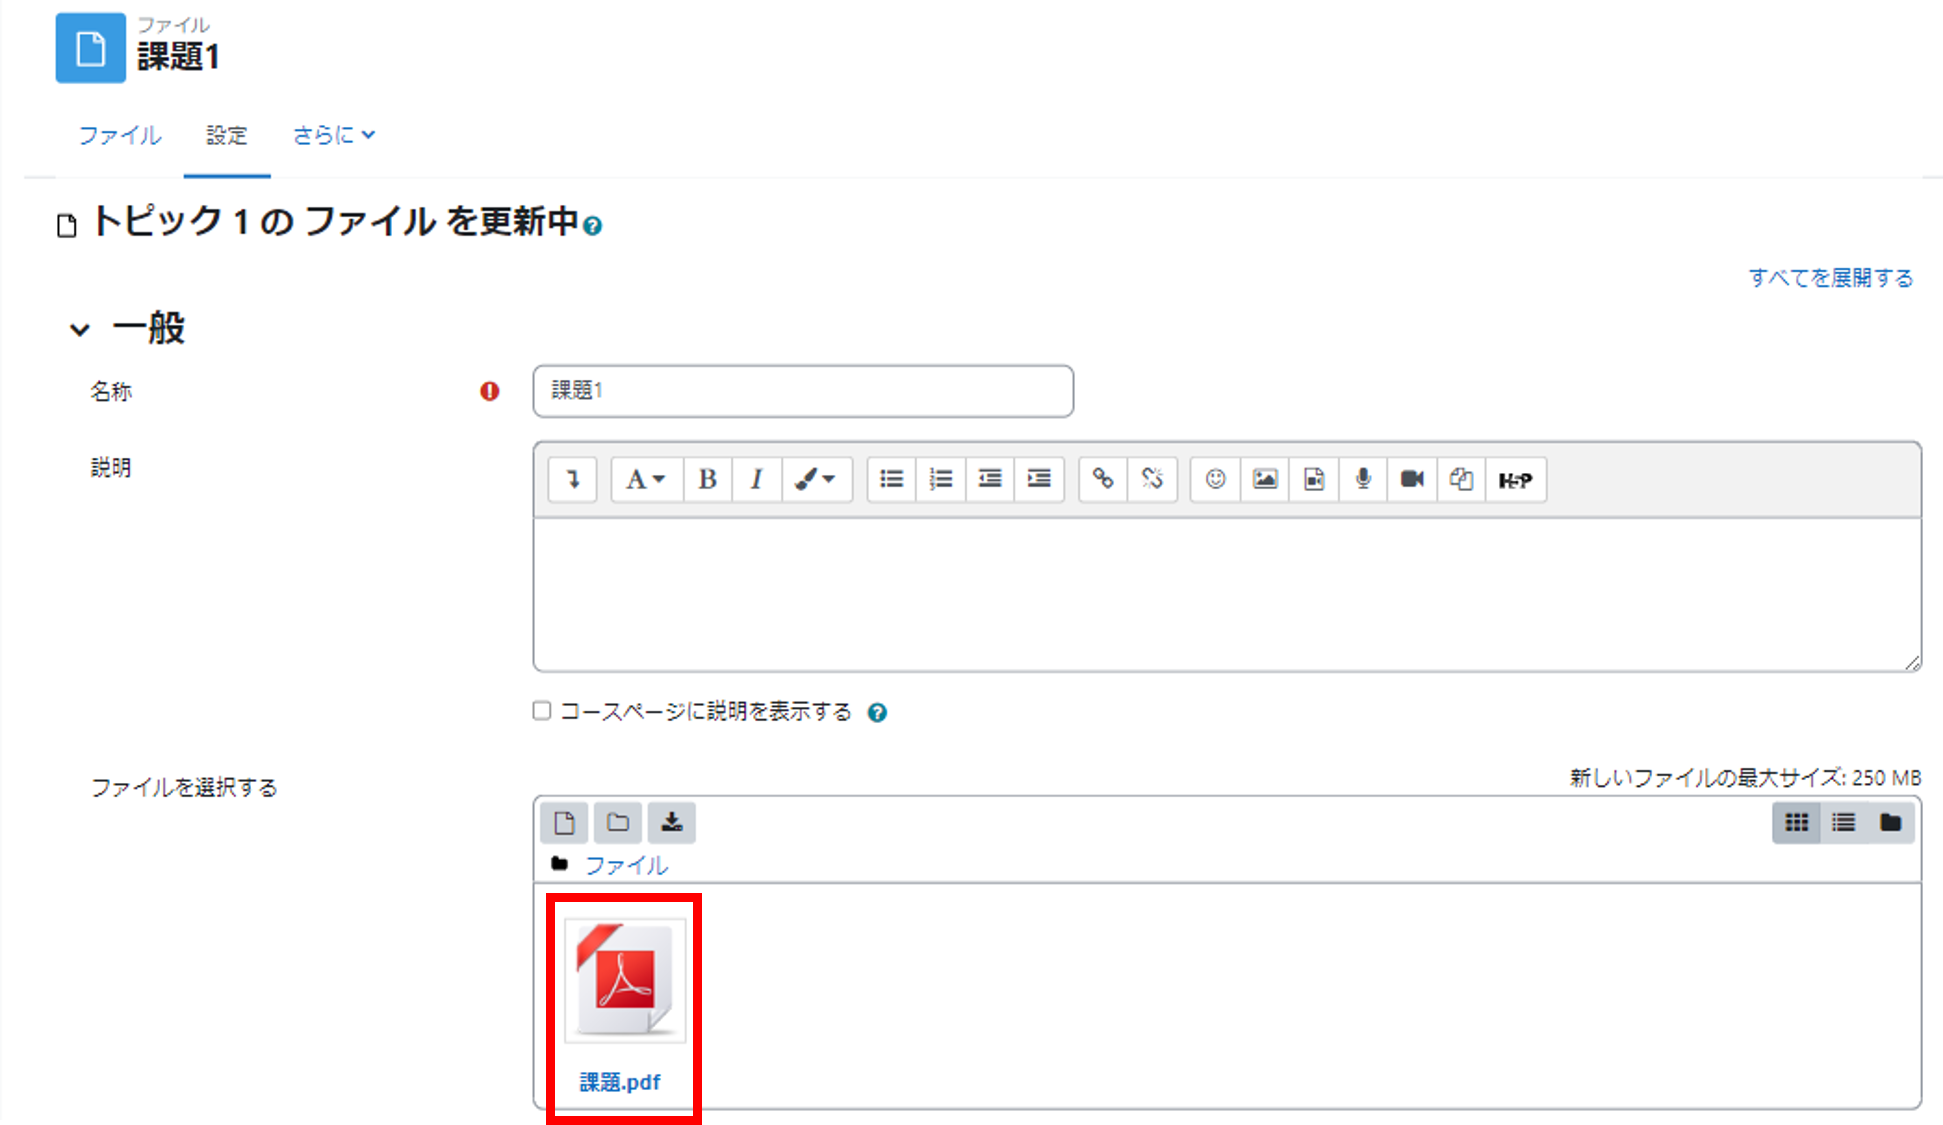 ファイル
課題1
ファイル 設定 さらに
トピック 1 の ファイル を更新中
すべてを展開する
一般
名称
課題1
説明
A B I H-P
コースページに説明を表示する
ファイルを選択する
新しいファイルの最大サイズ: 250 MB
ファイル
課題.pdf